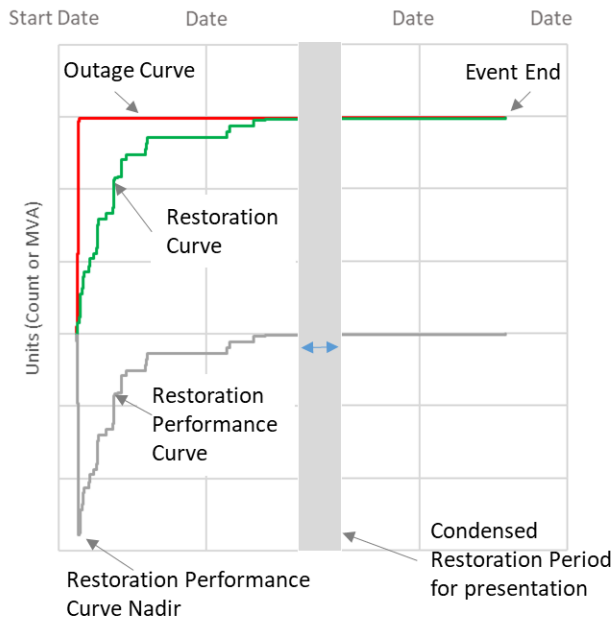 Start Date Date Date Date
Outage Curve
Event End
Restoration
Curve
Units (Count or MVA)
Restoration
Performance
Curve
Condensed
Restoration Period
for presentation
Restoration Performance
Curve Nadir